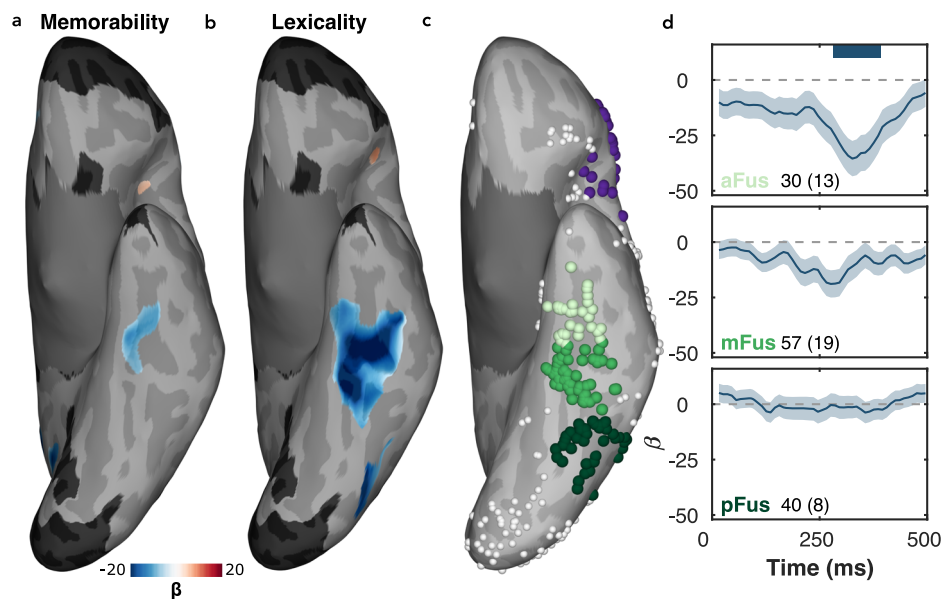 a Memorability
b Lexicality
c
d
0
-25
-50
aFus 30 (13)
0
-25
-50
mFus 57 (19)
0
-25
-50
pFus 40 (8)
β
0 250 500
Time (ms)
-20 20
β